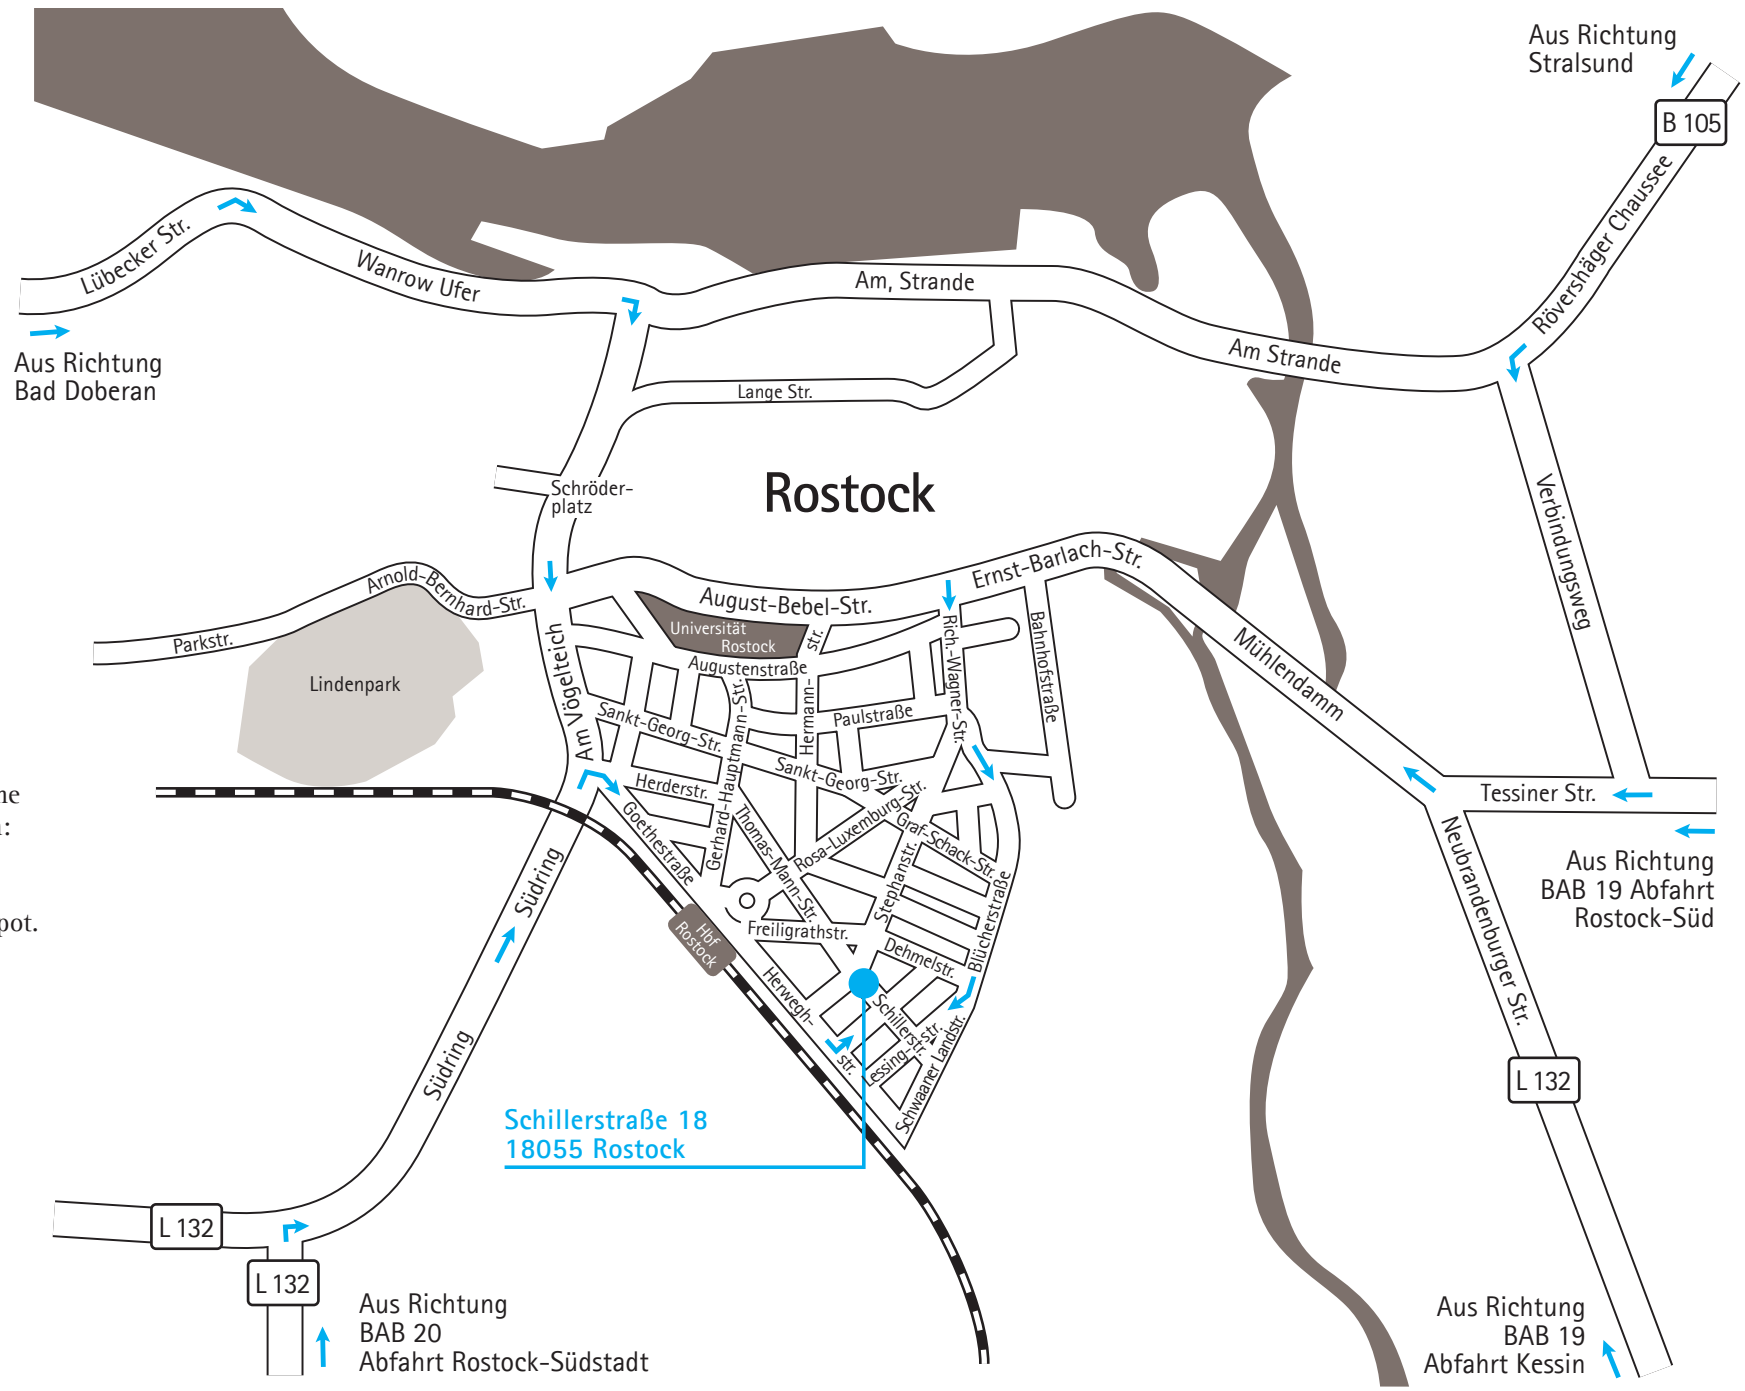 Aus Richtung
Stralsund
B 105
Rövershäger Chaussee
Lübecker Str.
Wanrow Ufer
Am, Strande
Am Strande
Aus Richtung
Bad Doberan
Lange Str.
Schröder-
platz
Rostock
Verbindungsweg
Arnold-Bernhard-Str.
Parkstr.
Lindenpark
Am Vögelteich
August-Bebel-Str.
Ernst-Barlach-Str.
Universität
Rostock
Augustenstraße
Hermann-
str.
Rich.-Wagner-Str.
Bahnhofstraße
Mühlendamm
Sankt-Georg-Str.
Paulstraße
Gerhard-Hauptmann-Str.
Sankt-Georg-Str.
Herderstr.
Goethestraße
Thomas-Mann-Str.
Rosa-Luxemburg-Str.
Graf-Schack-Str.
Stephanstr.
Blücherstraße
Freiligrathstr.
Dehmelstr.
Hbf
Rostock
Herwegh-
str.
Schillerstr.
Lessing-
str.
Schwaaner Landstr.
Tessiner Str.
Neubrandenburger Str.
Aus Richtung
BAB 19 Abfahrt
Rostock-Süd
ne
n:
pot.
Südring
Südring
Schillerstraße 18
18055 Rostock
L 132
L 132
L 132
Aus Richtung
BAB 20
Abfahrt Rostock-Südstadt
Aus Richtung
BAB 19
Abfahrt Kessin